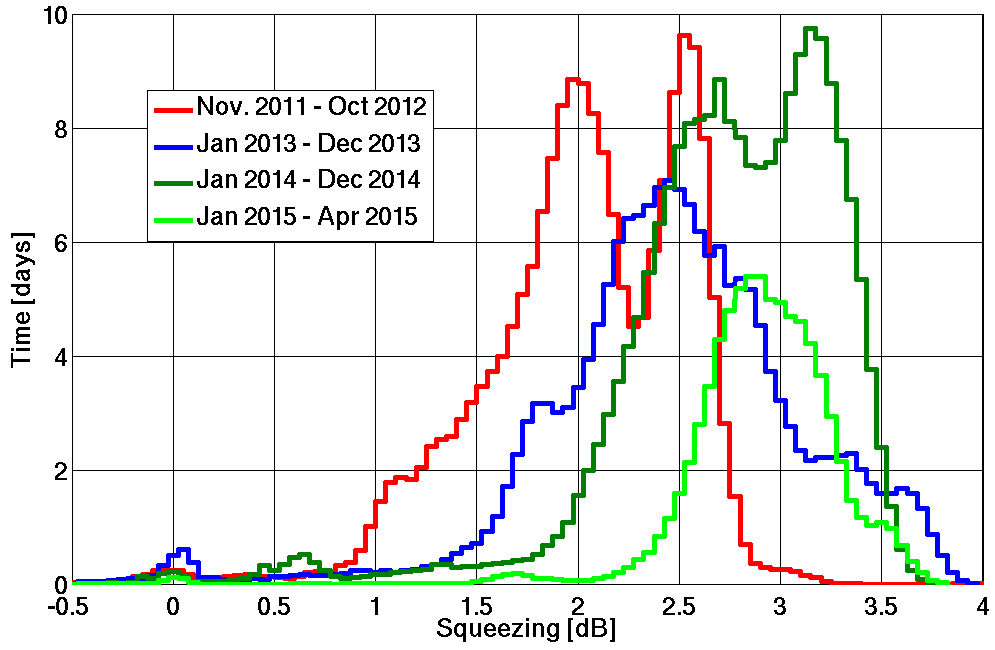 10
8
6
4
2
0
Time [days]
Nov. 2011 - Oct 2012
Jan 2013 - Dec 2013
Jan 2014 - Dec 2014
Jan 2015 - Apr 2015
-0.5 0 0.5 1 1.5 2 2.5 3 3.5 4
Squeezing [dB]